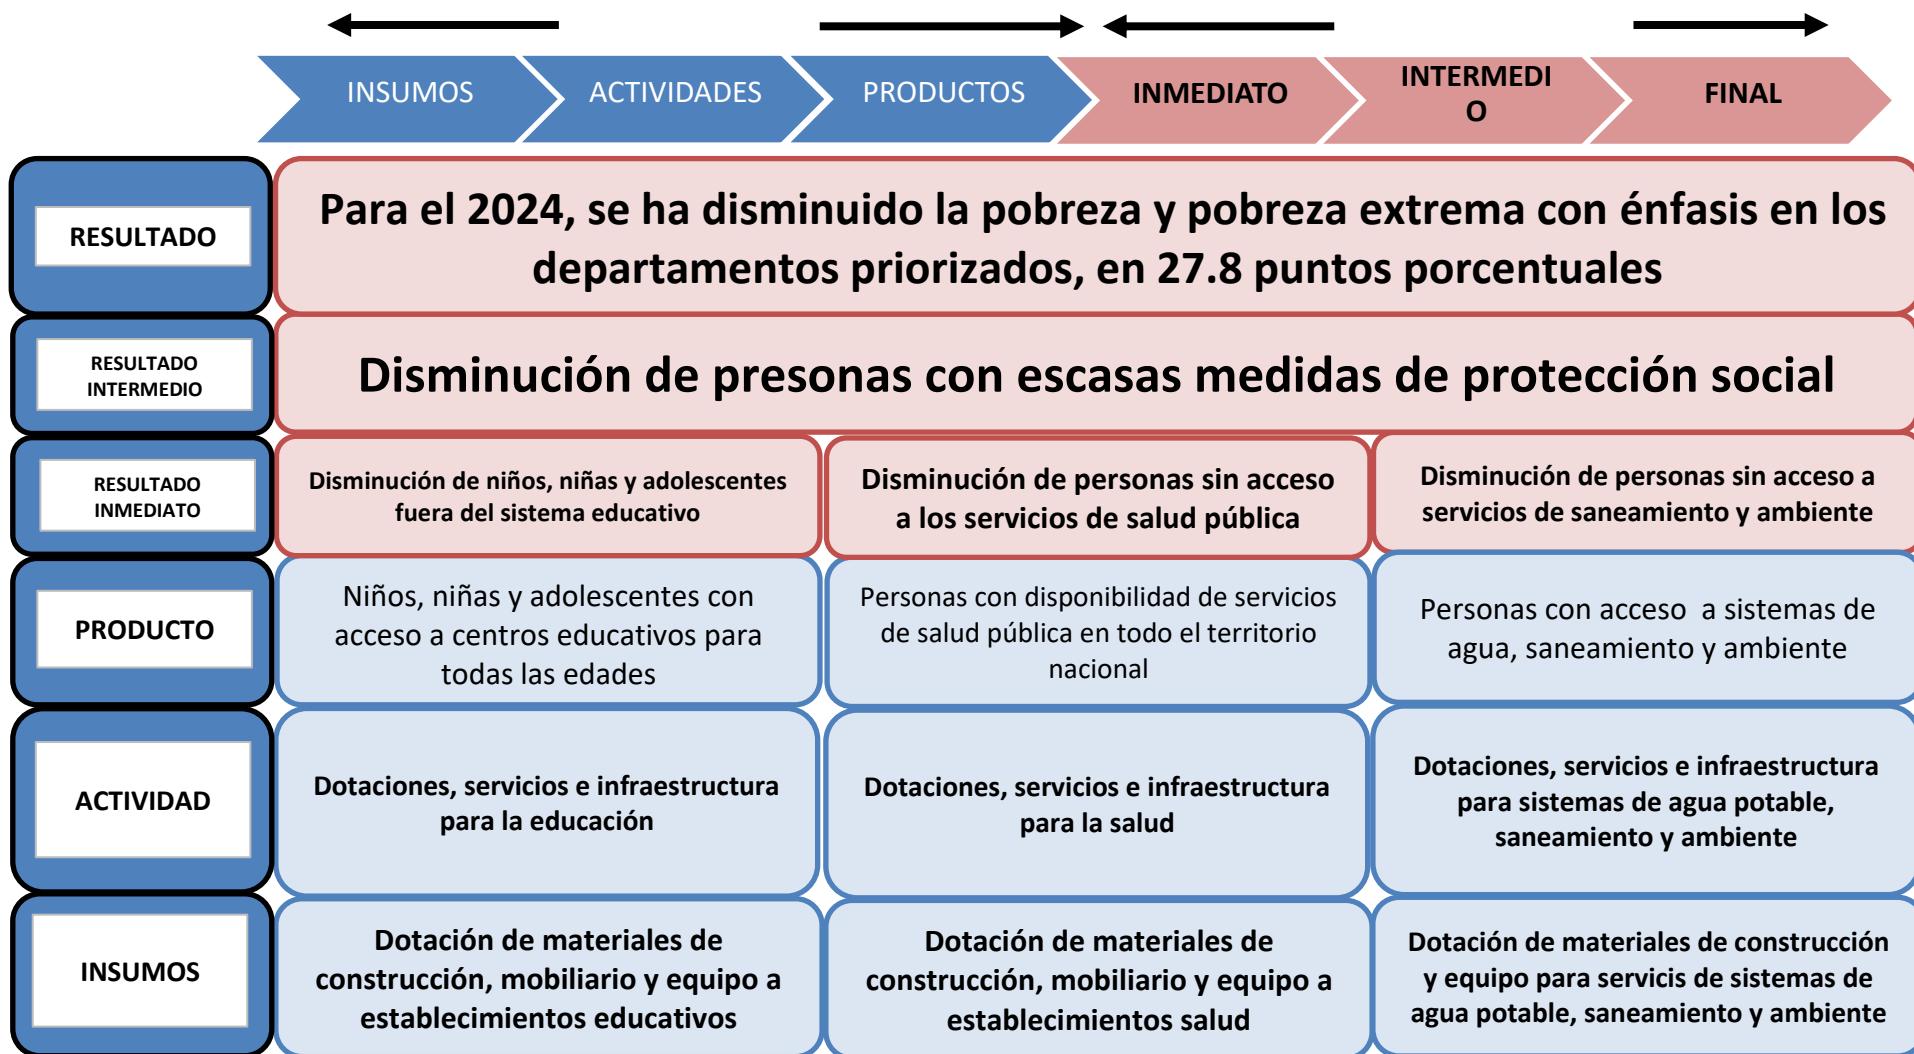 INSUMOS
ACTIVIDADES
PRODUCTOS
INMEDIATO
INTERMEDI
O
FINAL
RESULTADO
Para el 2024, se ha disminuido la pobreza y pobreza extrema con énfasis en los
departamentos priorizados, en 27.8 puntos porcentuales
RESULTADO
INTERMEDIO
Disminución de presonas con escasas medidas de protección social
RESULTADO
INMEDIATO
Disminución de niños, niñas y adolescentes
fuera del sistema educativo
Disminución de personas sin acceso
a los servicios de salud pública
Disminución de personas sin acceso a
servicios de saneamiento y ambiente
PRODUCTO
Niños, niñas y adolescentes con
acceso a centros educativos para
todas las edades
Personas con disponibilidad de servicios
de salud pública en todo el territorio
nacional
Personas con acceso  a sistemas de
agua, saneamiento y ambiente
ACTIVIDAD
Dotaciones, servicios e infraestructura
para la educación
Dotaciones, servicios e infraestructura
para la salud
Dotaciones, servicios e infraestructura
para sistemas de agua potable,
saneamiento y ambiente
INSUMOS
Dotación de materiales de
construcción, mobiliario y equipo a
establecimientos educativos
Dotación de materiales de
construcción, mobiliario y equipo a
establecimientos salud
Dotación de materiales de construcción
y equipo para servicis de sistemas de
agua potable, saneamiento y ambiente